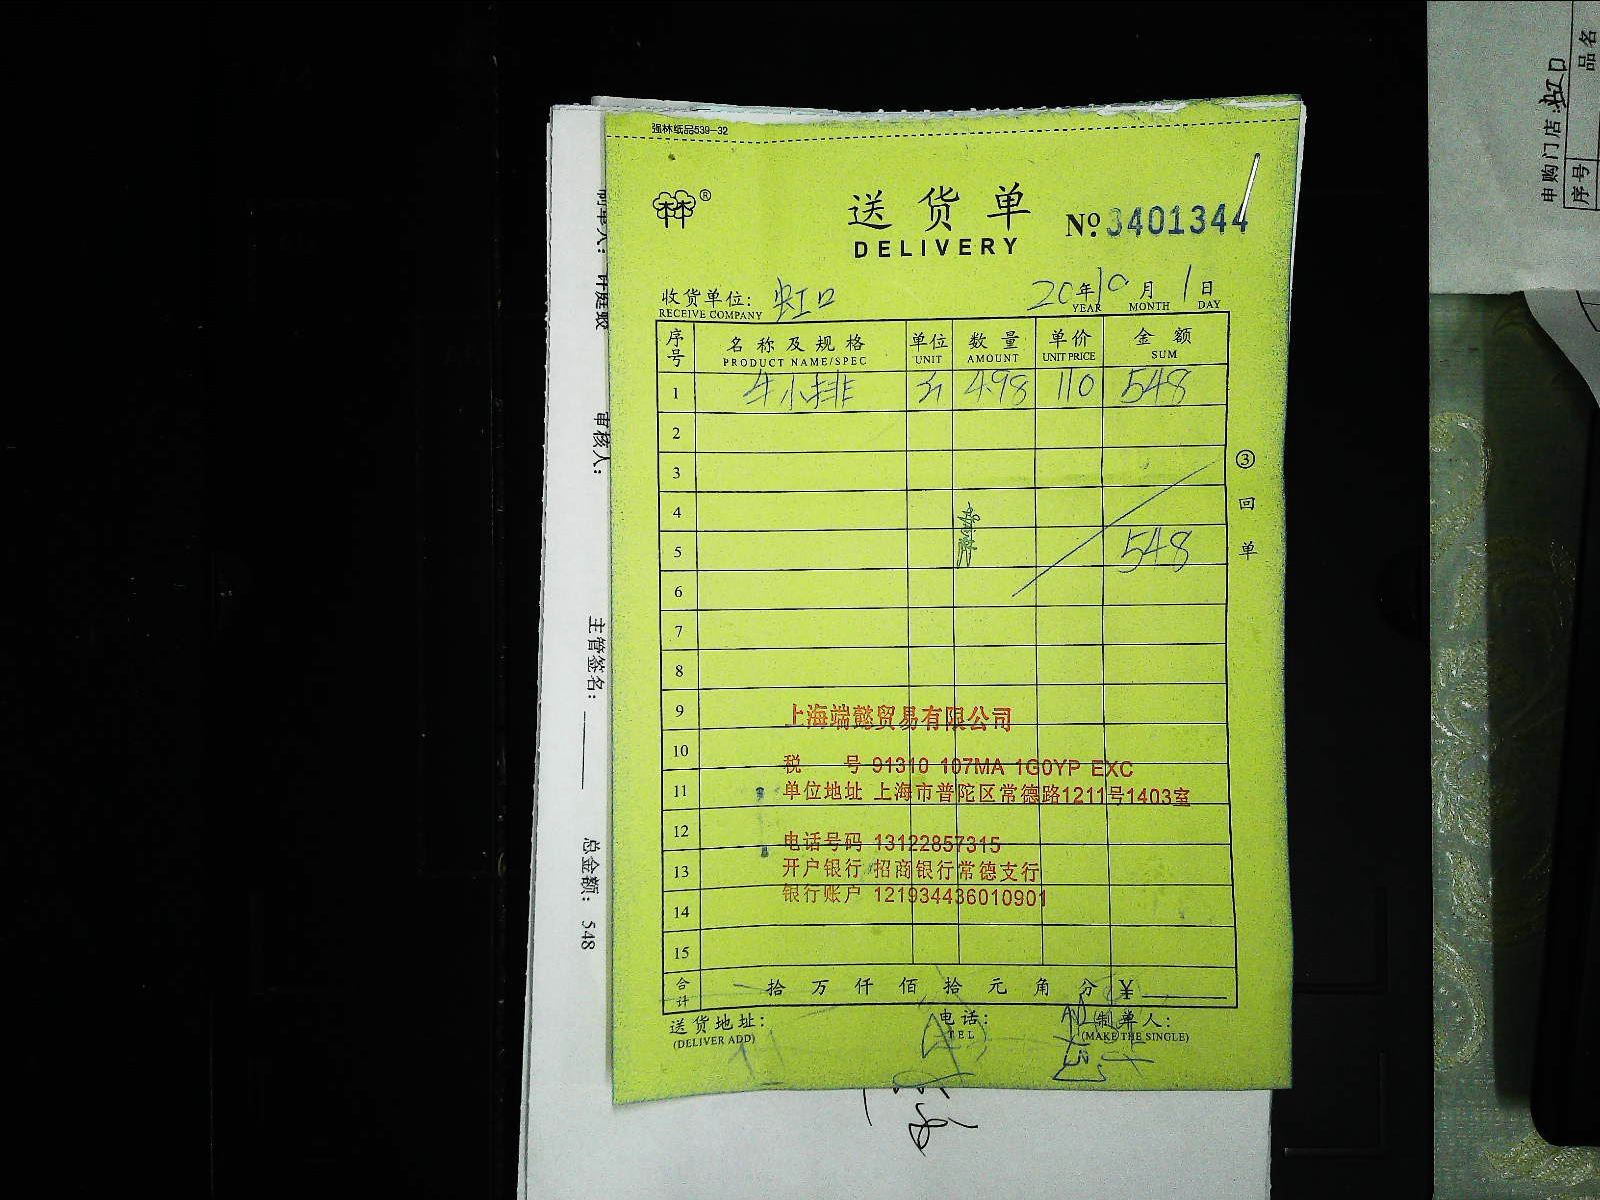 强林纸品539-32
送货单
DELIVERY
№ 3401344
收货单位: 虹口
RECEIVE COMPANY
20年10月1日
YEAR MONTH DAY
序号 名称及规格 单位 数量 单价 金额
PRODUCT NAME/SPEC UNIT AMOUNT UNIT PRICE SUM
1 牛小排 斤 4.98 110 548
2
3
4
5 548
6
7
8
9
10
11
12
13
14
15
上海端懿贸易有限公司
税 号 91310 107MA 1G0YP EXC
单位地址 上海市普陀区常德路1211号1403室
电话号码 13122857315
开户银行 招商银行常德支行
银行账户 121934436010901
合计 拾 万 仟 佰 拾 元 角 分 ¥
送货地址:
(DELIVER ADD)
电话:
TEL
制单人:
(MAKE THE SINGLE)
③ 回单
审核人:
主管签名:
总金额: 548
申购门店:虹口
序号 品名